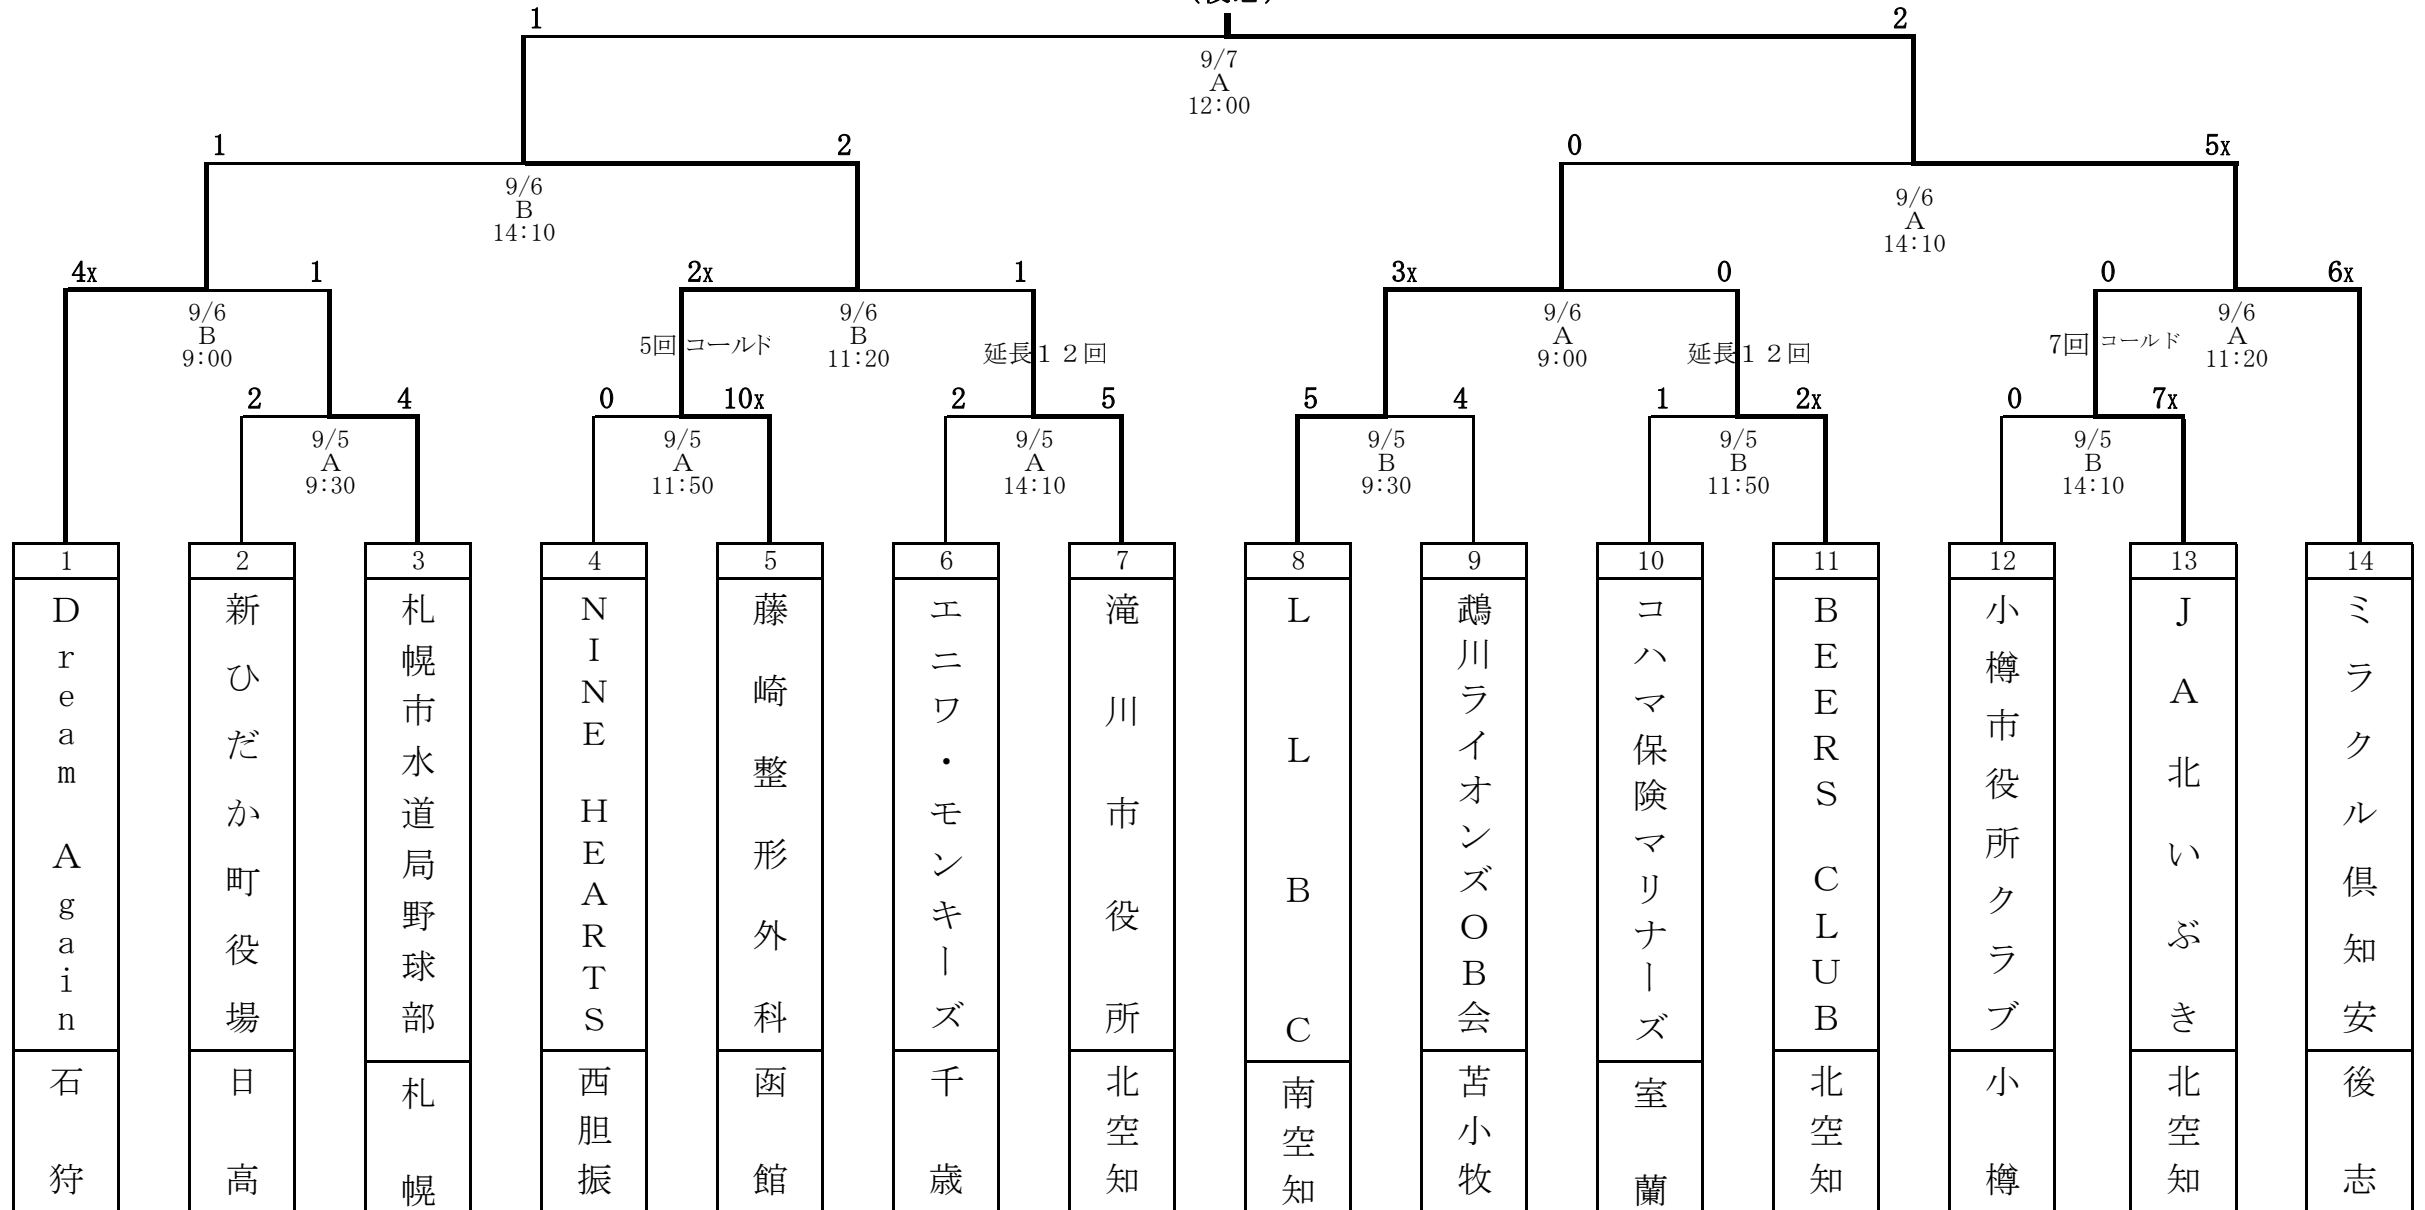 1
2
9/7
A
12:00
1
2
0
5x
9/6
B
14:10
9/6
A
14:10
4x
1
2x
1
3x
0
0
6x
9/6
B
9:00
9/6
B
11:20
9/6
A
9:00
9/6
A
11:20
5回 コールド
延長１２回
延長１２回
7回 コールド
2
4
0
10x
2
5
5
4
1
2x
0
7x
9/5
A
9:30
9/5
A
11:50
9/5
A
14:10
9/5
B
9:30
9/5
B
11:50
9/5
B
14:10
1
Dream Again
石狩
2
新ひだか町役場
日高
3
札幌市水道局野球部
札幌
4
NINE HEARTS
西胆振
5
藤崎整形外科
函館
6
エニワ・モンキーズ
千歳
7
滝川市役所
北空知
8
LLBC
南空知
9
鵡川ライオンズOB会
苫小牧
10
コハマ保険マリナーズ
室蘭
11
BEERS CLUB
北空知
12
小樽市役所クラブ
小樽
13
JA北いぶき
北空知
14
ミラクル倶知安
後志